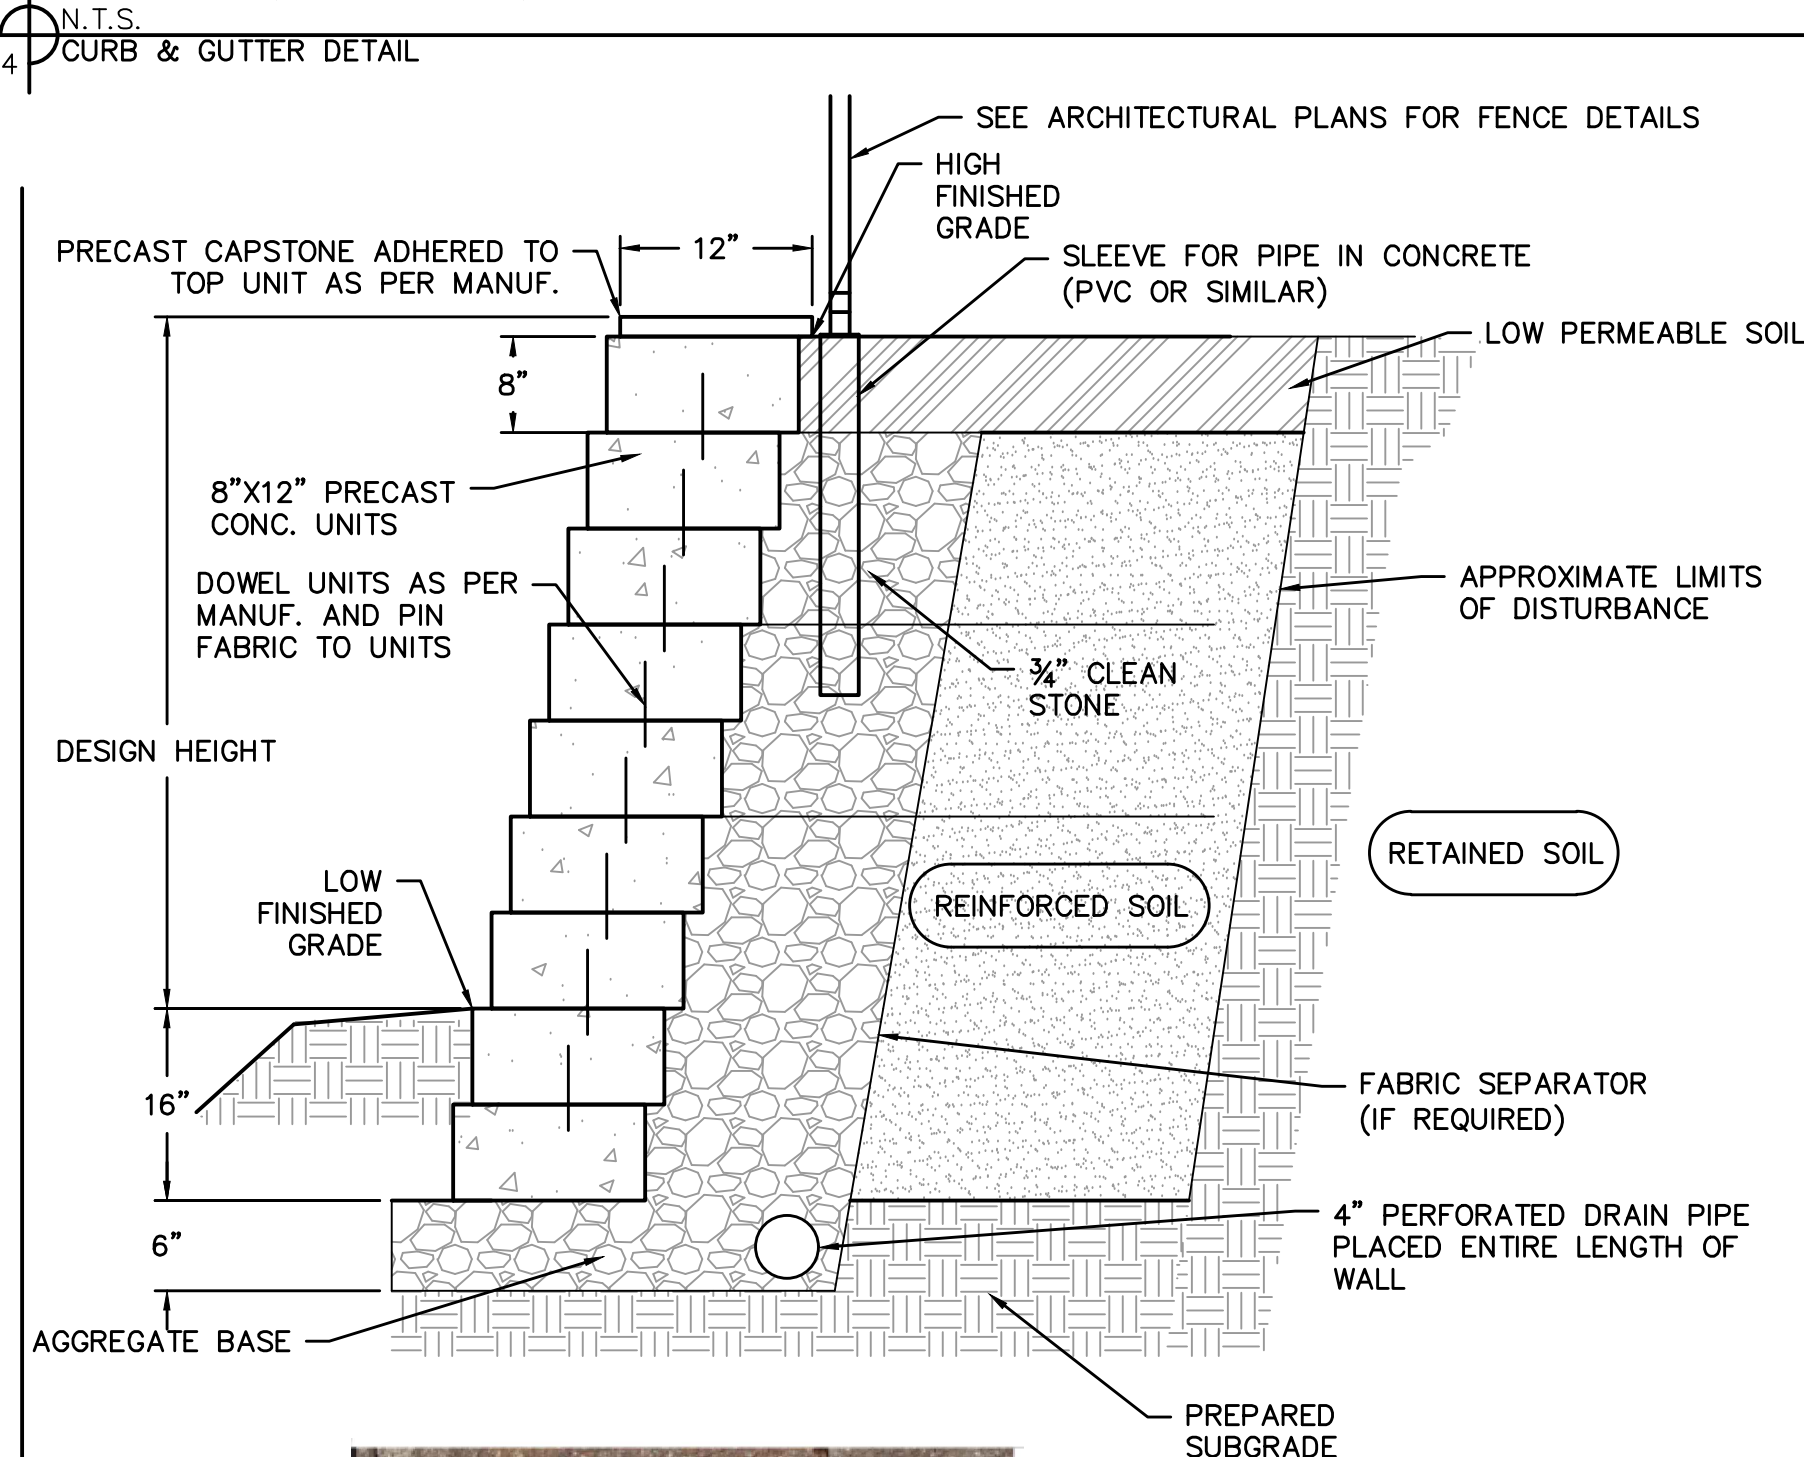 N.T.S.
4
CURB & GUTTER DETAIL
SEE ARCHITECTURAL PLANS FOR FENCE DETAILS
HIGH
FINISHED
GRADE
PRECAST CAPSTONE ADHERED TO
TOP UNIT AS PER MANUF.
12"
SLEEVE FOR PIPE IN CONCRETE
(PVC OR SIMILAR)
LOW PERMEABLE SOIL
8"
8"X12" PRECAST
CONC. UNITS
DOWEL UNITS AS PER
MANUF. AND PIN
FABRIC TO UNITS
APPROXIMATE LIMITS
OF DISTURBANCE
¾" CLEAN
STONE
DESIGN HEIGHT
RETAINED SOIL
REINFORCED SOIL
LOW
FINISHED
GRADE
16"
FABRIC SEPARATOR
(IF REQUIRED)
6"
4" PERFORATED DRAIN PIPE
PLACED ENTIRE LENGTH OF
WALL
AGGREGATE BASE
PREPARED
SUBGRADE